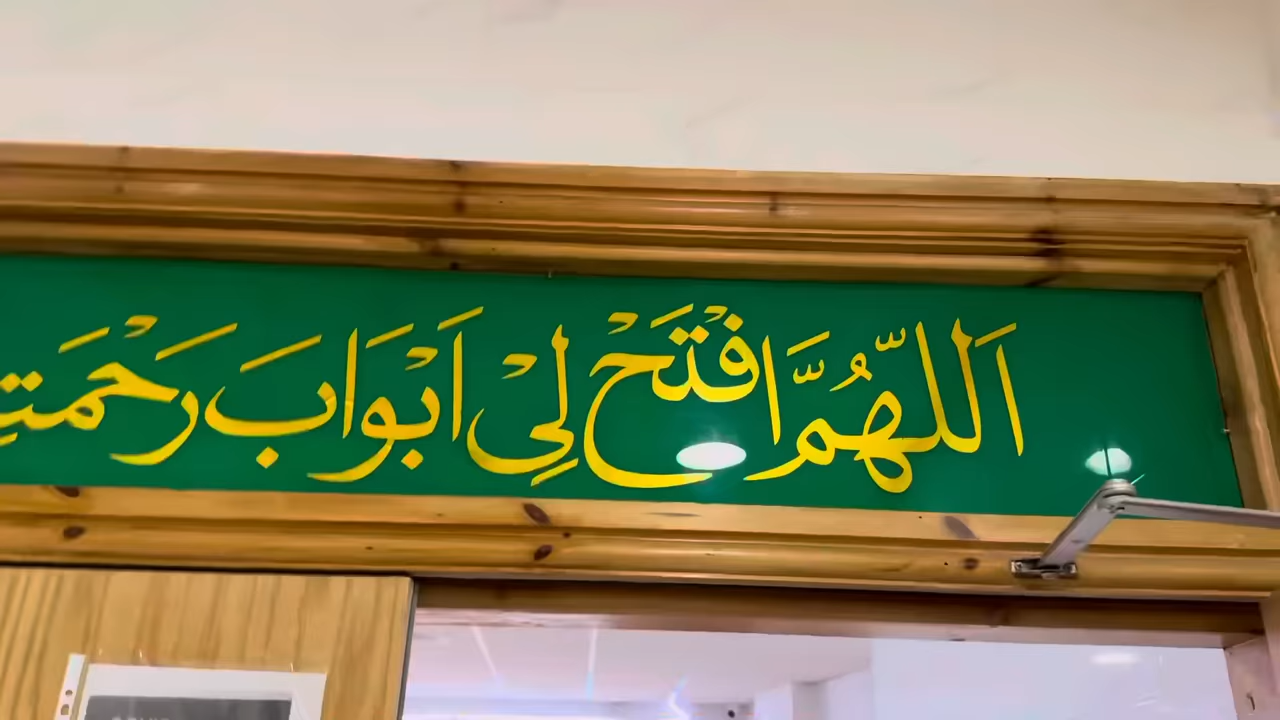 اَللّهُمَّ افْتَحْ لِى اَبْوَابَ رَحْمَتِ